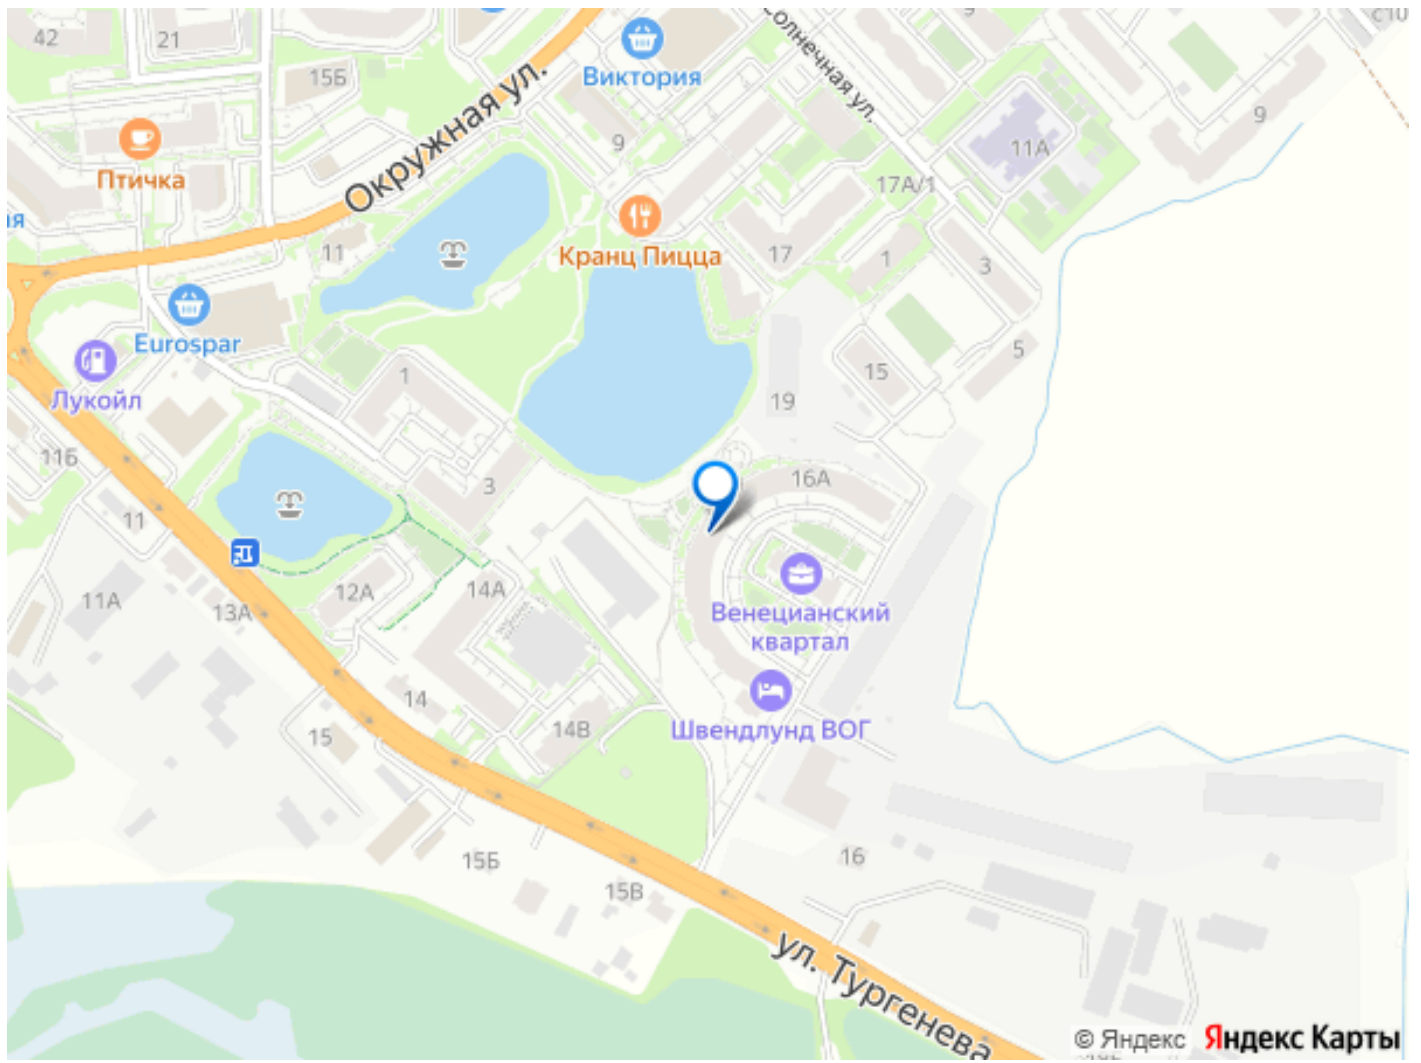 42
21
15Б
Окружная ул.
Виктория
Солнечная ул.
9
с10
Птичка
9
11А
9
17А/1
ая
11
Кранц Пицца
17
1
3
Eurospar
Лукойл
1
19
15
5
11Б
3
16А
11
11А
13А
12А
14А
Венецианский
квартал
14
15
14В
Швендлунд ВОГ
15Б
15В
16
ул. Тургенева
© Яндекс
Яндекс Карты